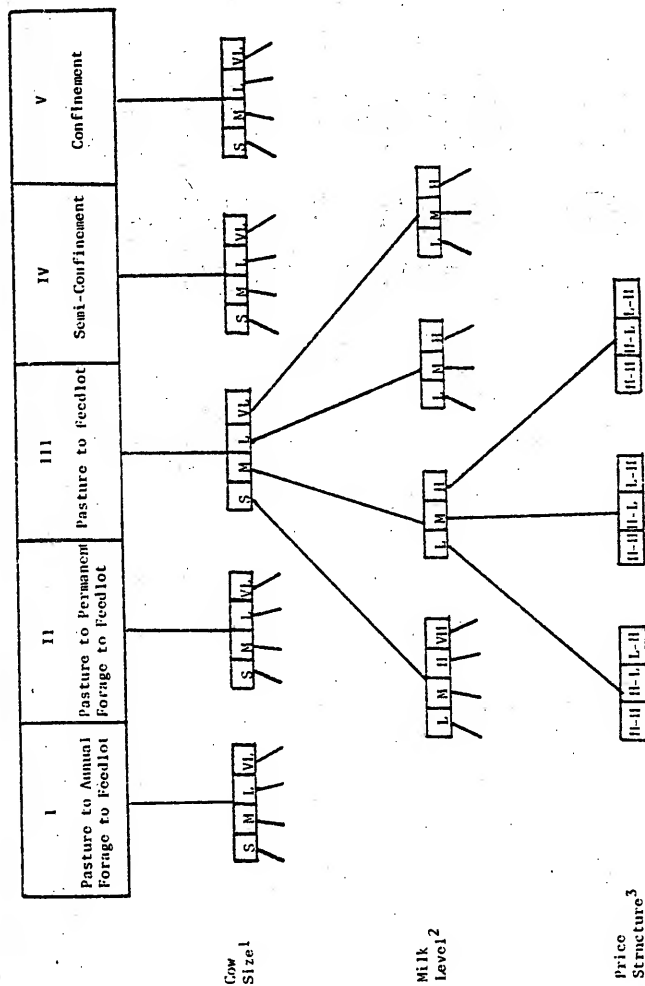 I
Pasture to Annual
Forage to Feedlot
II
Pasture to Permanent
Forage to Feedlot
III
Pasture to Feedlot
IV
Semi-Confinement
V
Confinement
Cow
Size1
S M L VL
S M L VL
S M L VL
S M L VL
S M L VL
Milk
Level2
L M H VH
L M H
L M H
L M H
Price
Structure3
H-H H-L L-H
H-H H-L L-H
H-H H-L L-H